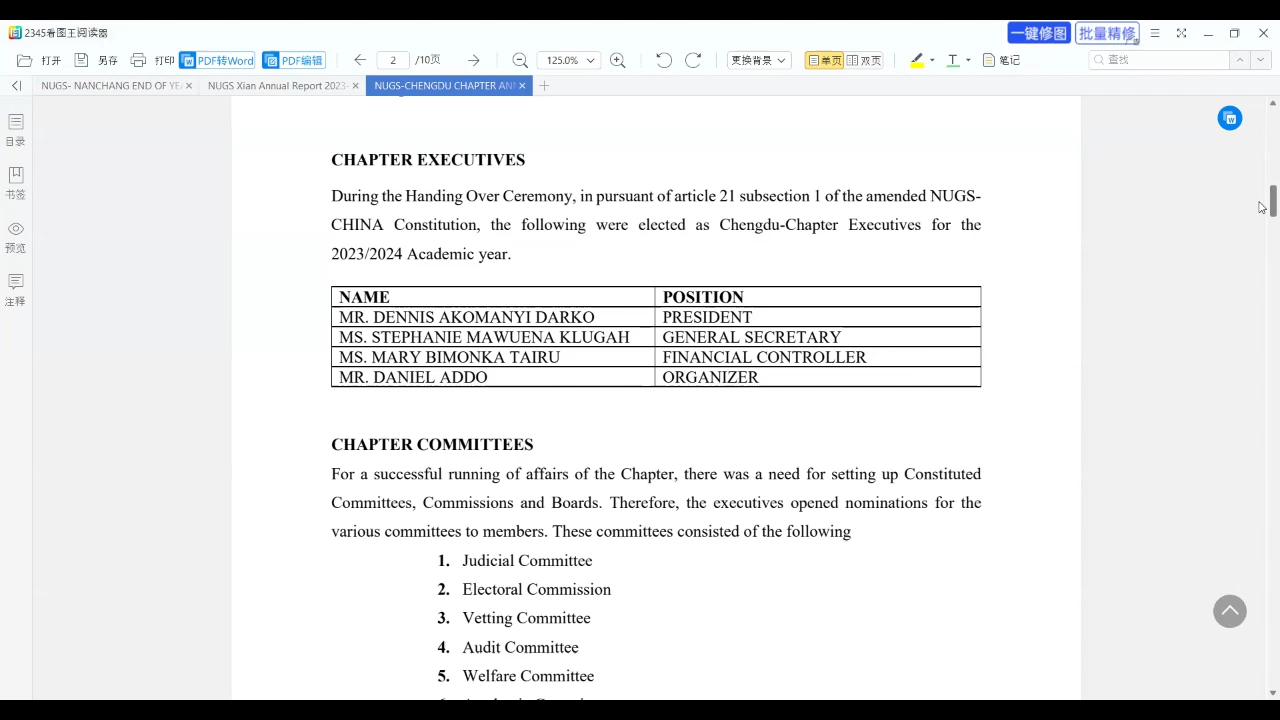 2345看图王阅读器
一键修图 批量精修
打开 另存 打印 PDF转Word PDF编辑 2 /10页 125.0% 更换背景 单页 双页 T 笔记 查找
NUGS- NANCHANG END OF YE NUGS Xian Annual Report 2023- NUGS-CHENGDU CHAPTER AN
目录
书签
预览
注释
CHAPTER EXECUTIVES
During the Handing Over Ceremony, in pursuant of article 21 subsection 1 of the amended NUGS-
CHINA Constitution, the following were elected as Chengdu-Chapter Executives for the
2023/2024 Academic year.
NAME POSITION
MR. DENNIS AKOMANYI DARKO PRESIDENT
MS. STEPHANIE MAWUENA KLUGAH GENERAL SECRETARY
MS. MARY BIMONKA TAIRU FINANCIAL CONTROLLER
MR. DANIEL ADDO ORGANIZER
CHAPTER COMMITTEES
For a successful running of affairs of the Chapter, there was a need for setting up Constituted
Committees, Commissions and Boards. Therefore, the executives opened nominations for the
various committees to members. These committees consisted of the following
1. Judicial Committee
2. Electoral Commission
3. Vetting Committee
4. Audit Committee
5. Welfare Committee